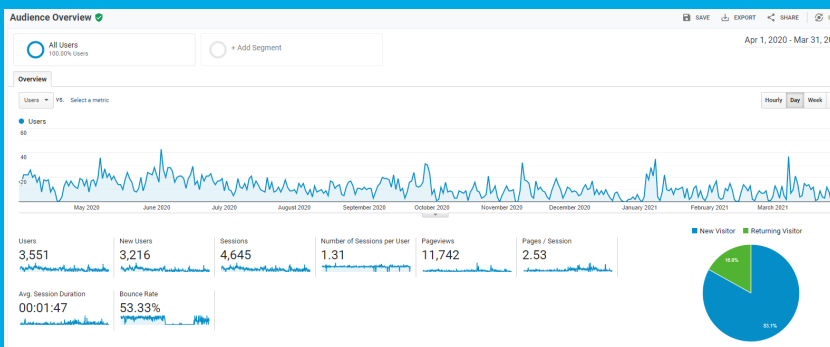 Audience Overview
SAVE
EXPORT
SHARE
All Users
100.00% Users
+ Add Segment
Apr 1, 2020 - Mar 31,
Overview
Users
VS.
Select a metric
Hourly
Day
Week
Users
60
40
20
May 2020
June 2020
July 2020
August 2020
September 2020
October 2020
November 2020
December 2020
January 2021
February 2021
March 2021
New Visitor
Returning Visitor
Users
3,551
New Users
3,216
Sessions
4,645
Number of Sessions per User
1.31
Pageviews
11,742
Pages / Session
2.53
Avg. Session Duration
00:01:47
Bounce Rate
53.33%
83.1%